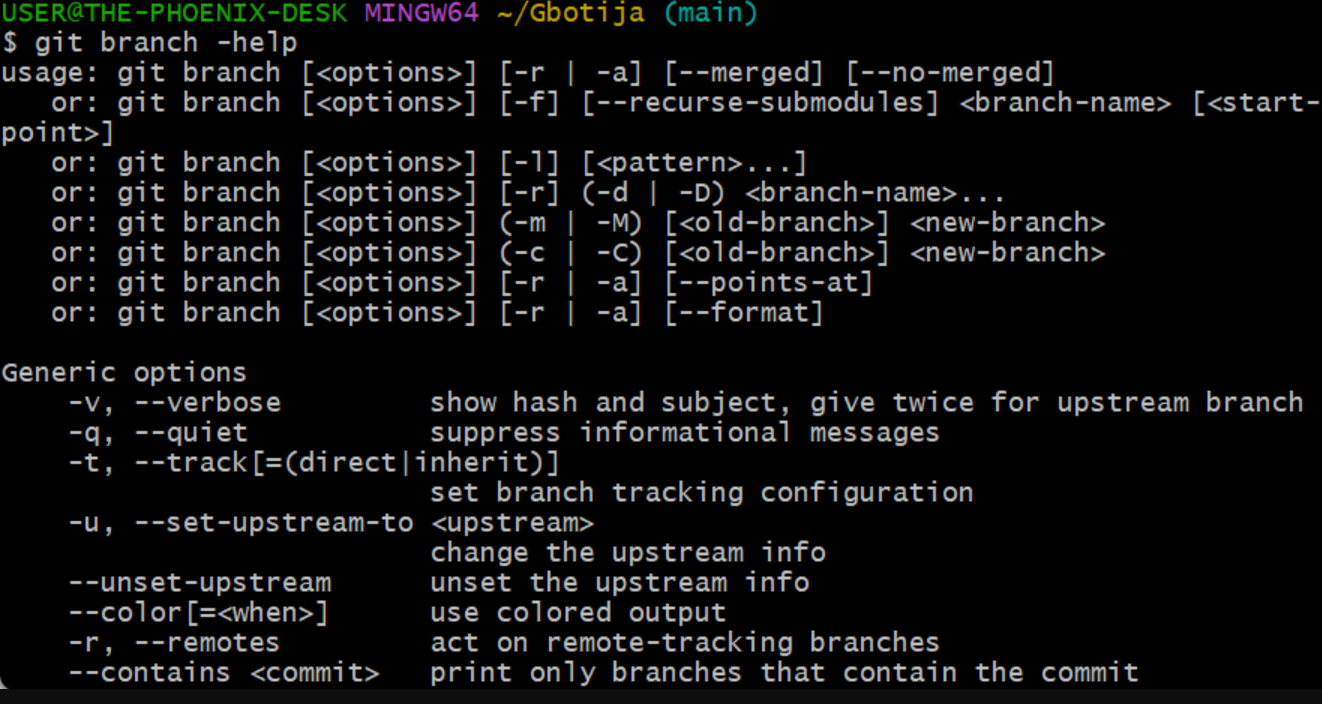 USER@THE-PHOENIX-DESK MINGW64 ~/Gbotija (main)
$ git branch -help
usage: git branch [<options>] [-r | -a] [--merged] [--no-merged]
   or: git branch [<options>] [-f] [--recurse-submodules] <branch-name> [<start-
point>]
   or: git branch [<options>] [-l] [<pattern>...]
   or: git branch [<options>] [-r] (-d | -D) <branch-name>...
   or: git branch [<options>] (-m | -M) [<old-branch>] <new-branch>
   or: git branch [<options>] (-c | -C) [<old-branch>] <new-branch>
   or: git branch [<options>] [-r | -a] [--points-at]
   or: git branch [<options>] [-r | -a] [--format]

Generic options
    -v, --verbose         show hash and subject, give twice for upstream branch
    -q, --quiet           suppress informational messages
    -t, --track[=(direct|inherit)]
                          set branch tracking configuration
    -u, --set-upstream-to <upstream>
                          change the upstream info
    --unset-upstream      unset the upstream info
    --color[=<when>]      use colored output
    -r, --remotes         act on remote-tracking branches
    --contains <commit>   print only branches that contain the commit